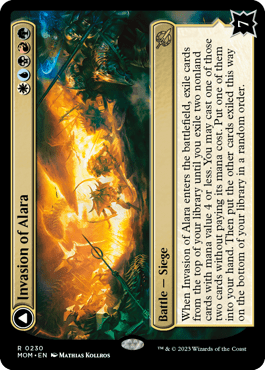 Invasion of Alara
Battle — Siege
When Invasion of Alara enters the battlefield, exile cards
from the top of your library until you exile two nonland
cards with mana value 4 or less. You may cast one of those
two cards without paying its mana cost. Put one of them
into your hand. Then put the other cards exiled this way
on the bottom of your library in a random order.
7
R 0230
MOM • EN MATHIAS KOLLROS
™ & © 2023 Wizards of the Coast